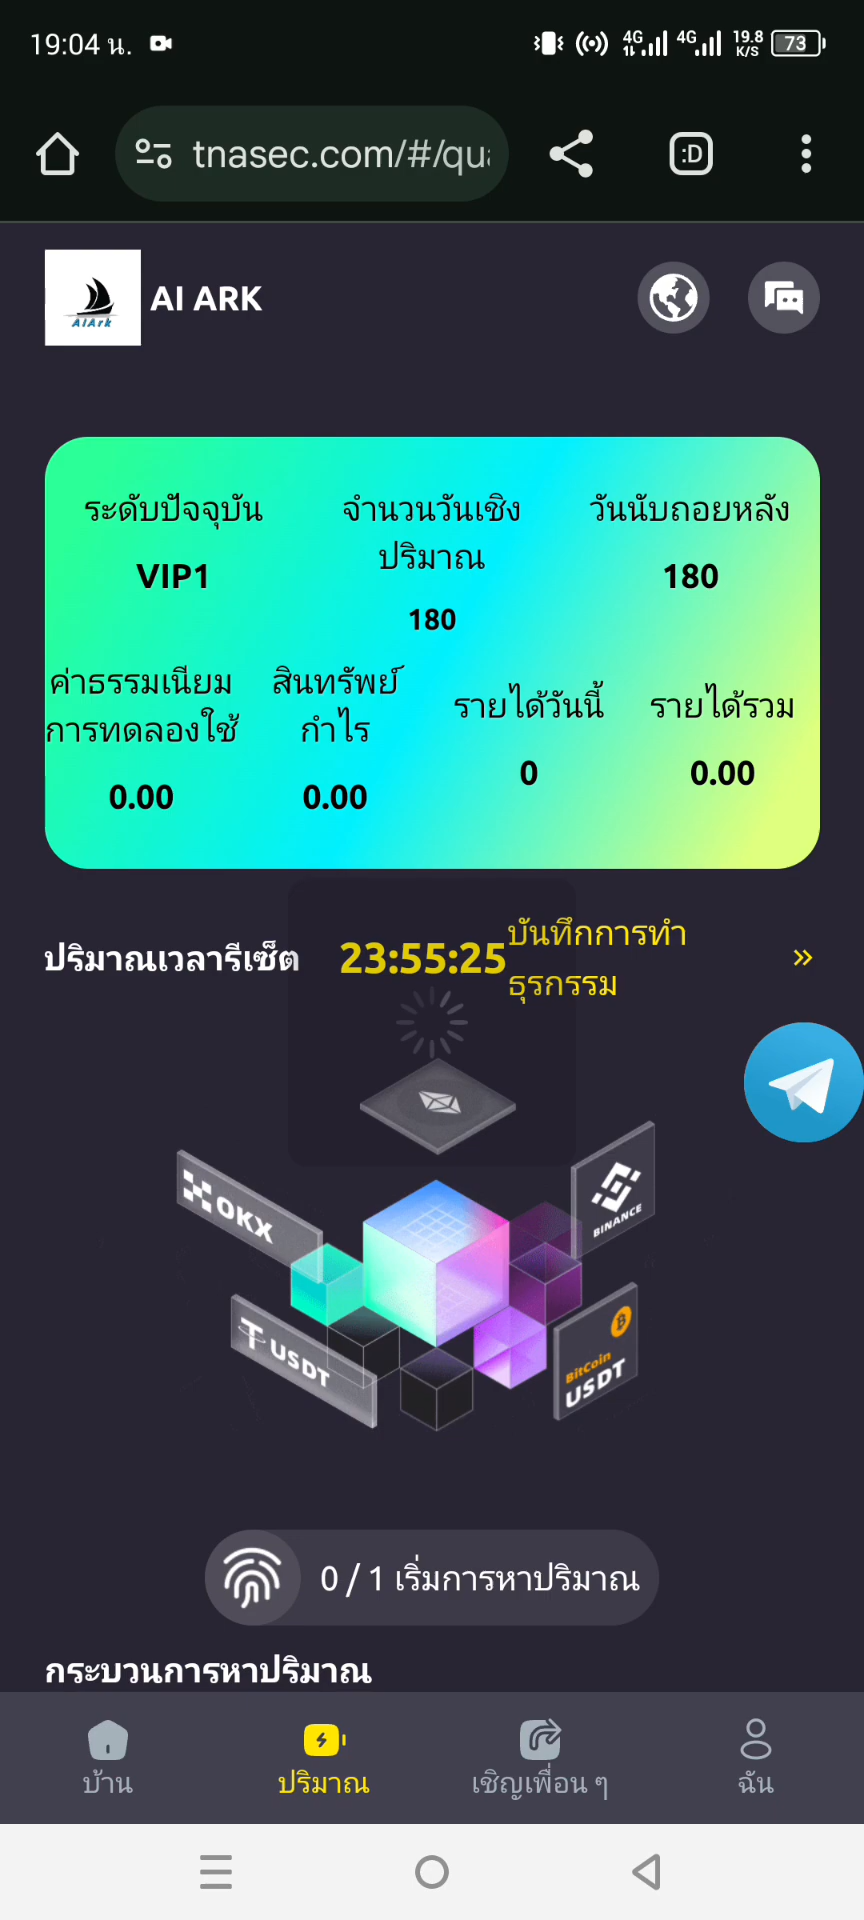 19:04 น.
4G 4G 19.8 K/S 73
tnasec.com/#/qu
:D
AiArk
AI ARK
ระดับปัจจุบัน
VIP1
จำนวนวันเชิง
ปริมาณ
180
วันนับถอยหลัง
180
ค่าธรรมเนียม
การทดลองใช้
0.00
สินทรัพย์
กำไร
0.00
รายได้วันนี้
0
รายได้รวม
0.00
ปริมาณเวลารีเซ็ต
23:55:25
บันทึกการทำ
ธุรกรรม
»
OKX
BINANCE
USDT
BitCoin
USDT
0 / 1 เริ่มการหาปริมาณ
กระบวนการหาปริมาณ
บ้าน
ปริมาณ
เชิญเพื่อน ๆ
ฉัน